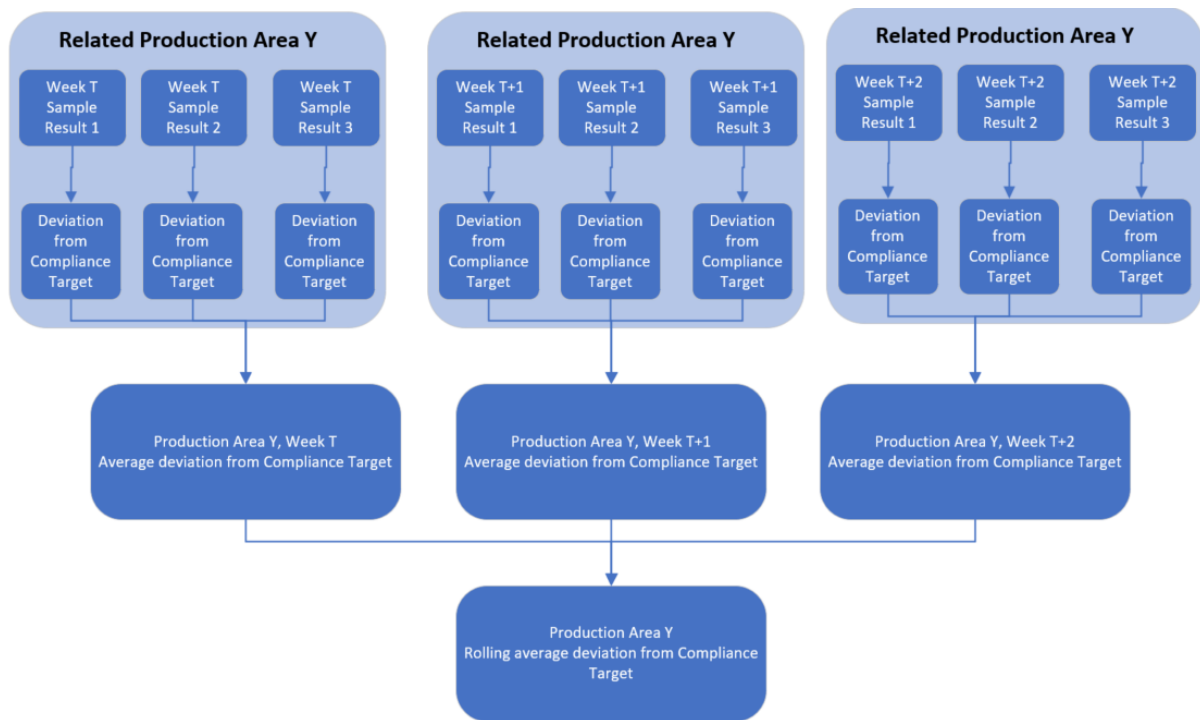 Related Production Area Y
Week T
Sample
Result 1
Week T
Sample
Result 2
Week T
Sample
Result 3
Deviation
from
Compliance
Target
Deviation
from
Compliance
Target
Deviation
from
Compliance
Target
Related Production Area Y
Week T+1
Sample
Result 1
Week T+1
Sample
Result 2
Week T+1
Sample
Result 3
Deviation
from
Compliance
Target
Deviation
from
Compliance
Target
Deviation
from
Compliance
Target
Related Production Area Y
Week T+2
Sample
Result 1
Week T+2
Sample
Result 2
Week T+2
Sample
Result 3
Deviation
from
Compliance
Target
Deviation
from
Compliance
Target
Deviation
from
Compliance
Target
Production Area Y, Week T
Average deviation from Compliance Target
Production Area Y, Week T+1
Average deviation from Compliance Target
Production Area Y, Week T+2
Average deviation from Compliance Target
Production Area Y
Rolling average deviation from Compliance
Target